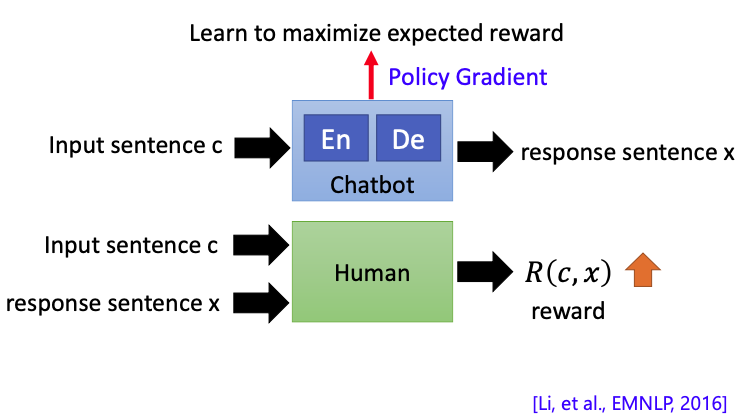 Learn to maximize expected reward
Policy Gradient
Input sentence c
En
De
Chatbot
response sentence x
Input sentence c
response sentence x
Human
R(c, x)
reward
[Li, et al., EMNLP, 2016]